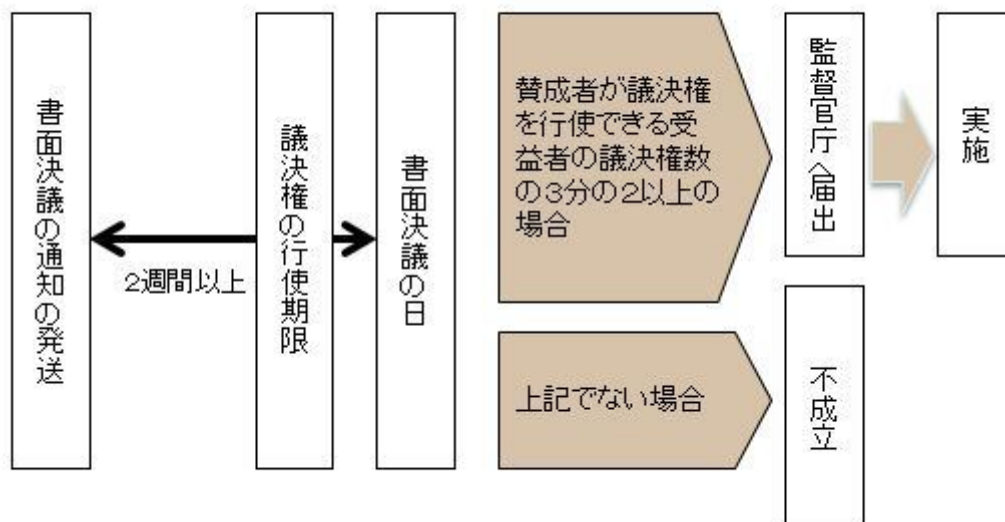 書面決議の通知の発送
2週間以上
議決権の行使期限
書面決議の日
賛成者が議決権
を行使できる受
益者の議決権数
の3分の2以上の
場合
監督官庁へ届出
実施
上記でない場合
不成立